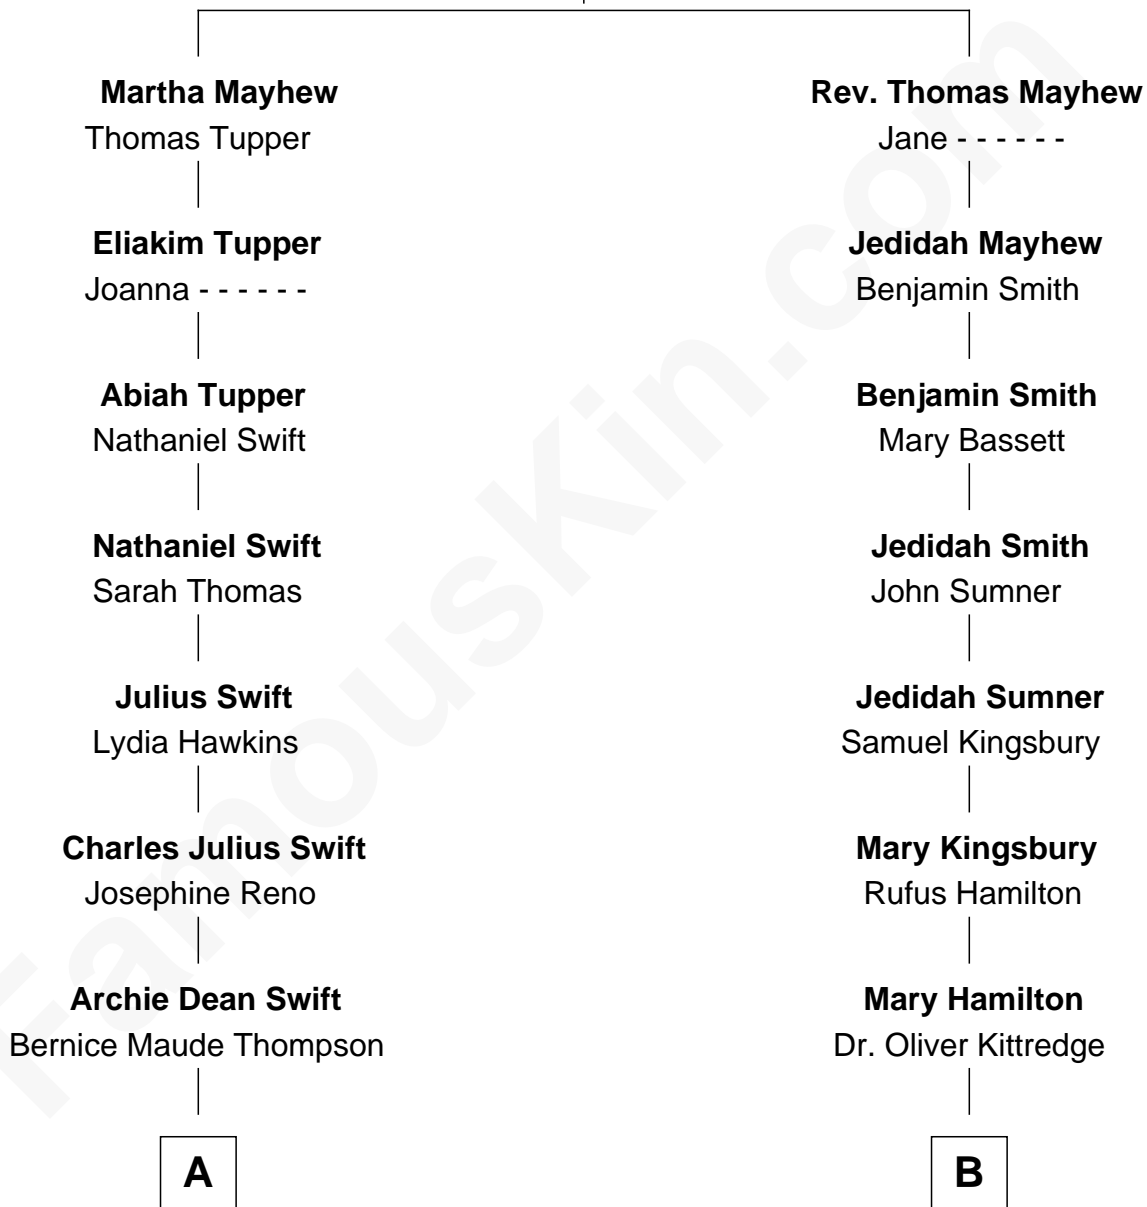 Martha Mayhew
Thomas Tupper
Eliakim Tupper
Joanna - - - - - -
Abiah Tupper
Nathaniel Swift
Nathaniel Swift
Sarah Thomas
Julius Swift
Lydia Hawkins
Charles Julius Swift
Josephine Reno
Archie Dean Swift
Bernice Maude Thompson
A
Rev. Thomas Mayhew
Jane - - - - - -
Jedidah Mayhew
Benjamin Smith
Benjamin Smith
Mary Bassett
Jedidah Smith
John Sumner
Jedidah Sumner
Samuel Kingsbury
Mary Kingsbury
Rufus Hamilton
Mary Hamilton
Dr. Oliver Kittredge
B
FamousKin.com